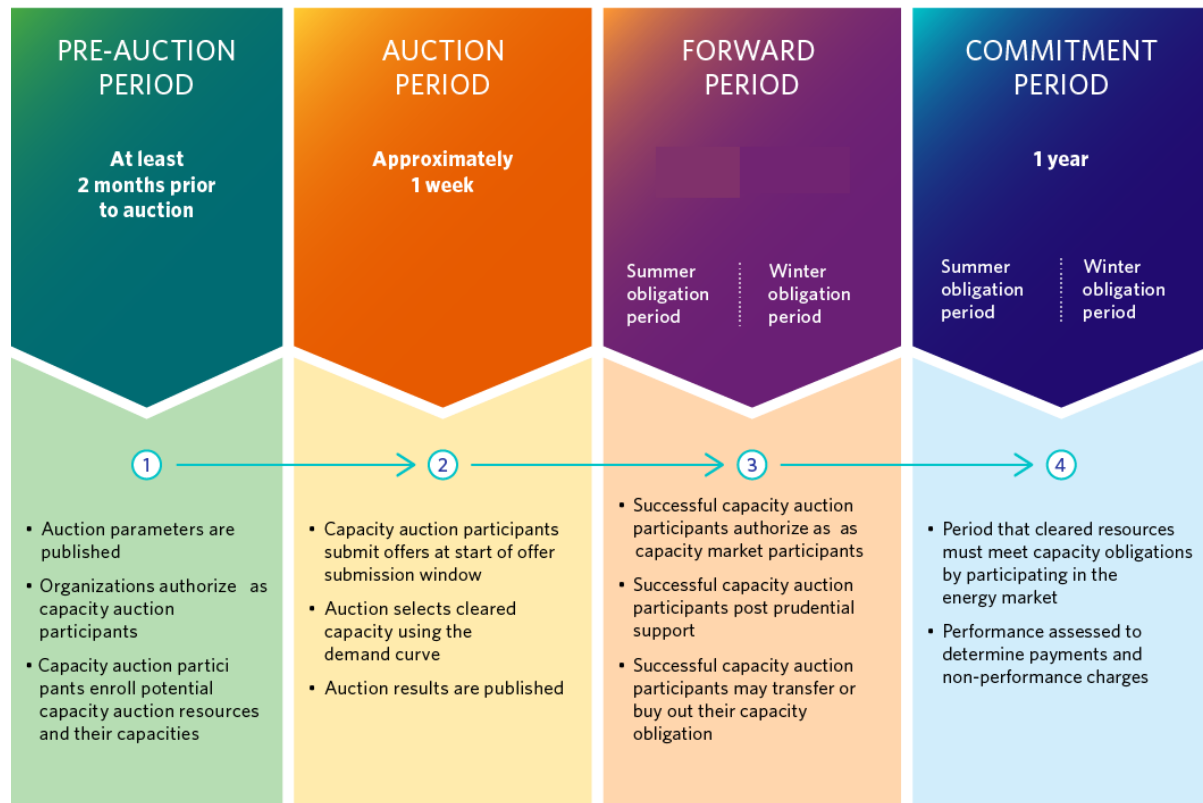 PRE-AUCTION
PERIOD
At least
2 months prior
to auction
AUCTION
PERIOD
Approximately
1 week
FORWARD
PERIOD
Summer
obligation
period
Winter
obligation
period
COMMITMENT
PERIOD
1 year
Summer
obligation
period
Winter
obligation
period
1
▪ Auction parameters are
published
▪ Organizations authorize as
capacity auction
participants
▪ Capacity auction partici
pants enroll potential
capacity auction resources
and their capacities
2
▪ Capacity auction participants
submit offers at start of offer
submission window
▪ Auction selects cleared
capacity using the
demand curve
▪ Auction results are published
3
▪ Successful capacity auction
participants authorize as as
capacity market participants
▪ Successful capacity auction
participants post prudential
support
▪ Successful capacity auction
participants may transfer or
buy out their capacity
obligation
4
▪ Period that cleared resources
must meet capacity obligations
by participating in the
energy market
▪ Performance assessed to
determine payments and
non-performance charges